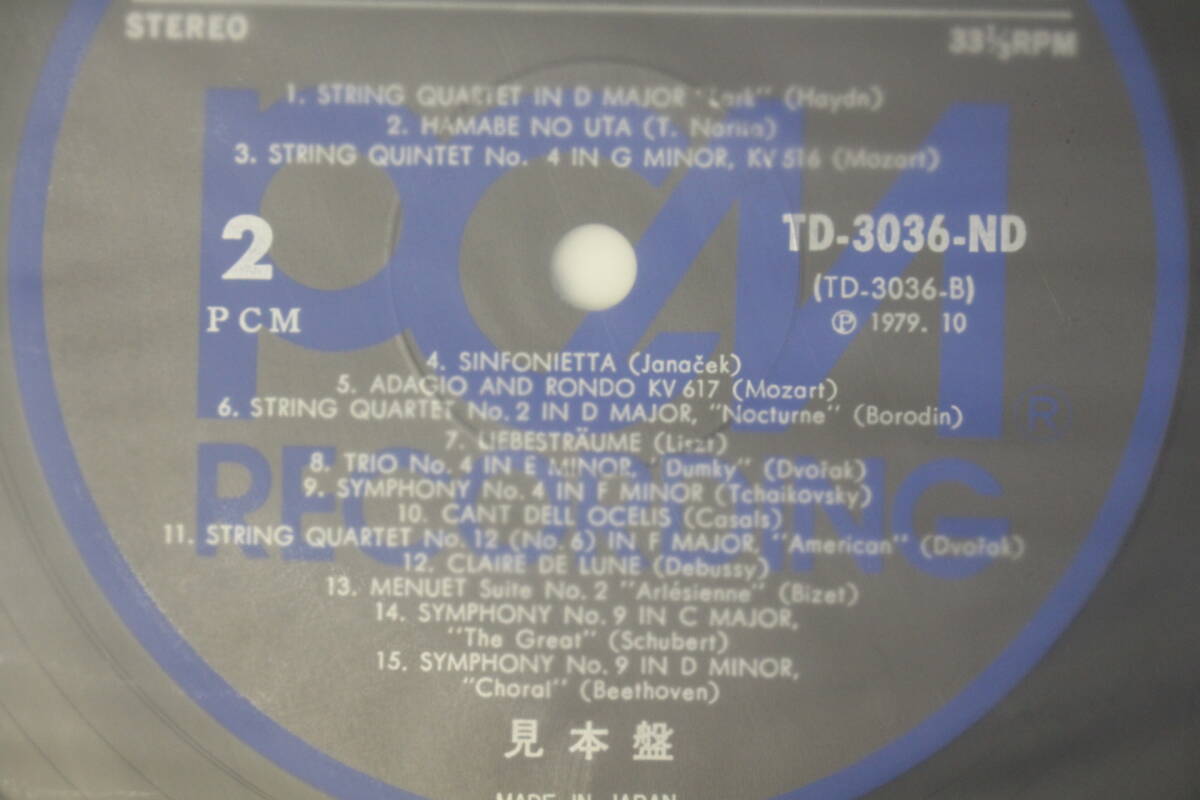 STEREO
33⅓RPM
1. STRING QUARTET IN D MAJOR "Lark" (Haydn)
2. HAMABE NO UTA (T. Narita)
3. STRING QUINTET No. 4 IN G MINOR, KV 516 (Mozart)
2
PCM
TD-3036-ND
(TD-3036-B)
Ⓟ 1979. 10
PCM
RECORDING
®
4. SINFONIETTA (Janaček)
5. ADAGIO AND RONDO KV 617 (Mozart)
6. STRING QUARTET No. 2 IN D MAJOR, "Nocturne" (Borodin)
7. LIEBESTRÄUME (Liszt)
8. TRIO No. 4 IN E MINOR, "Dumky" (Dvořak)
9. SYMPHONY No. 4 IN F MINOR (Tchaikovsky)
10. CANT DELL OCELIS (Casals)
11. STRING QUARTET No. 12 (No. 6) IN F MAJOR, "American" (Dvořak)
12. CLAIRE DE LUNE (Debussy)
13. MENUET Suite No. 2 "Arlésienne" (Bizet)
14. SYMPHONY No. 9 IN C MAJOR,
"The Great" (Schubert)
15. SYMPHONY No. 9 IN D MINOR,
"Choral" (Beethoven)
見本盤
MADE IN JAPAN